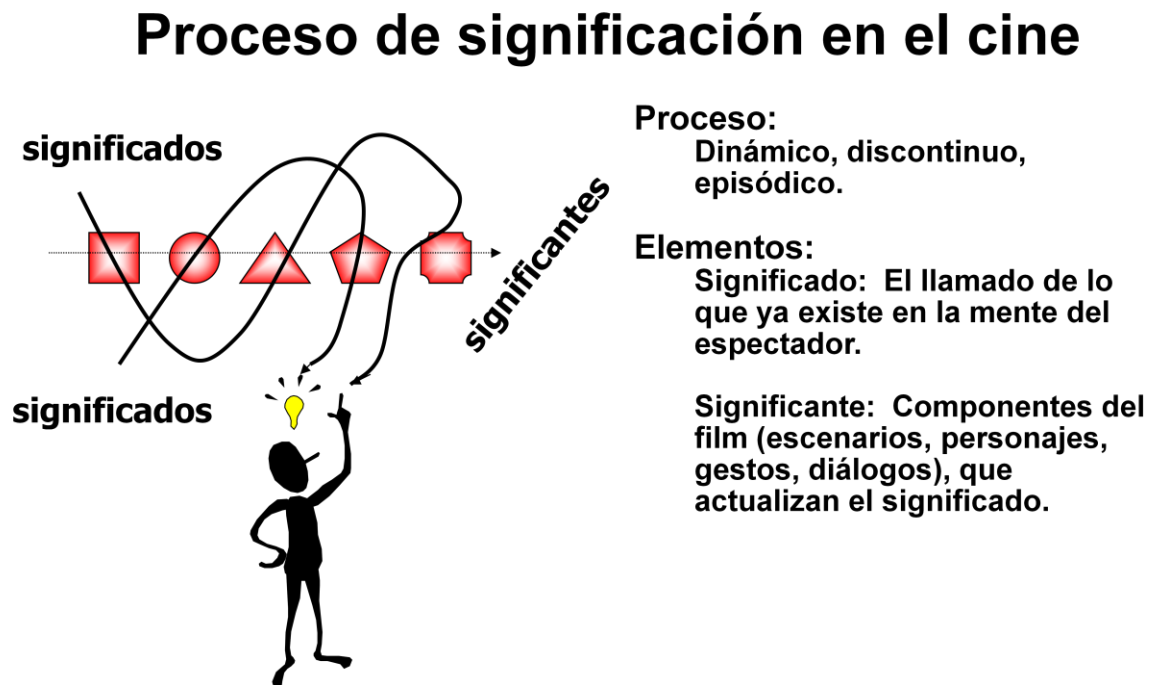 Proceso de significación en el cine
significados
significantes
significados
Proceso:
Dinámico, discontinuo,
episódico.
Elementos:
Significado:  El llamado de lo
que ya existe en la mente del
espectador.
Significante:  Componentes del
film (escenarios, personajes,
gestos, diálogos), que
actualizan el significado.